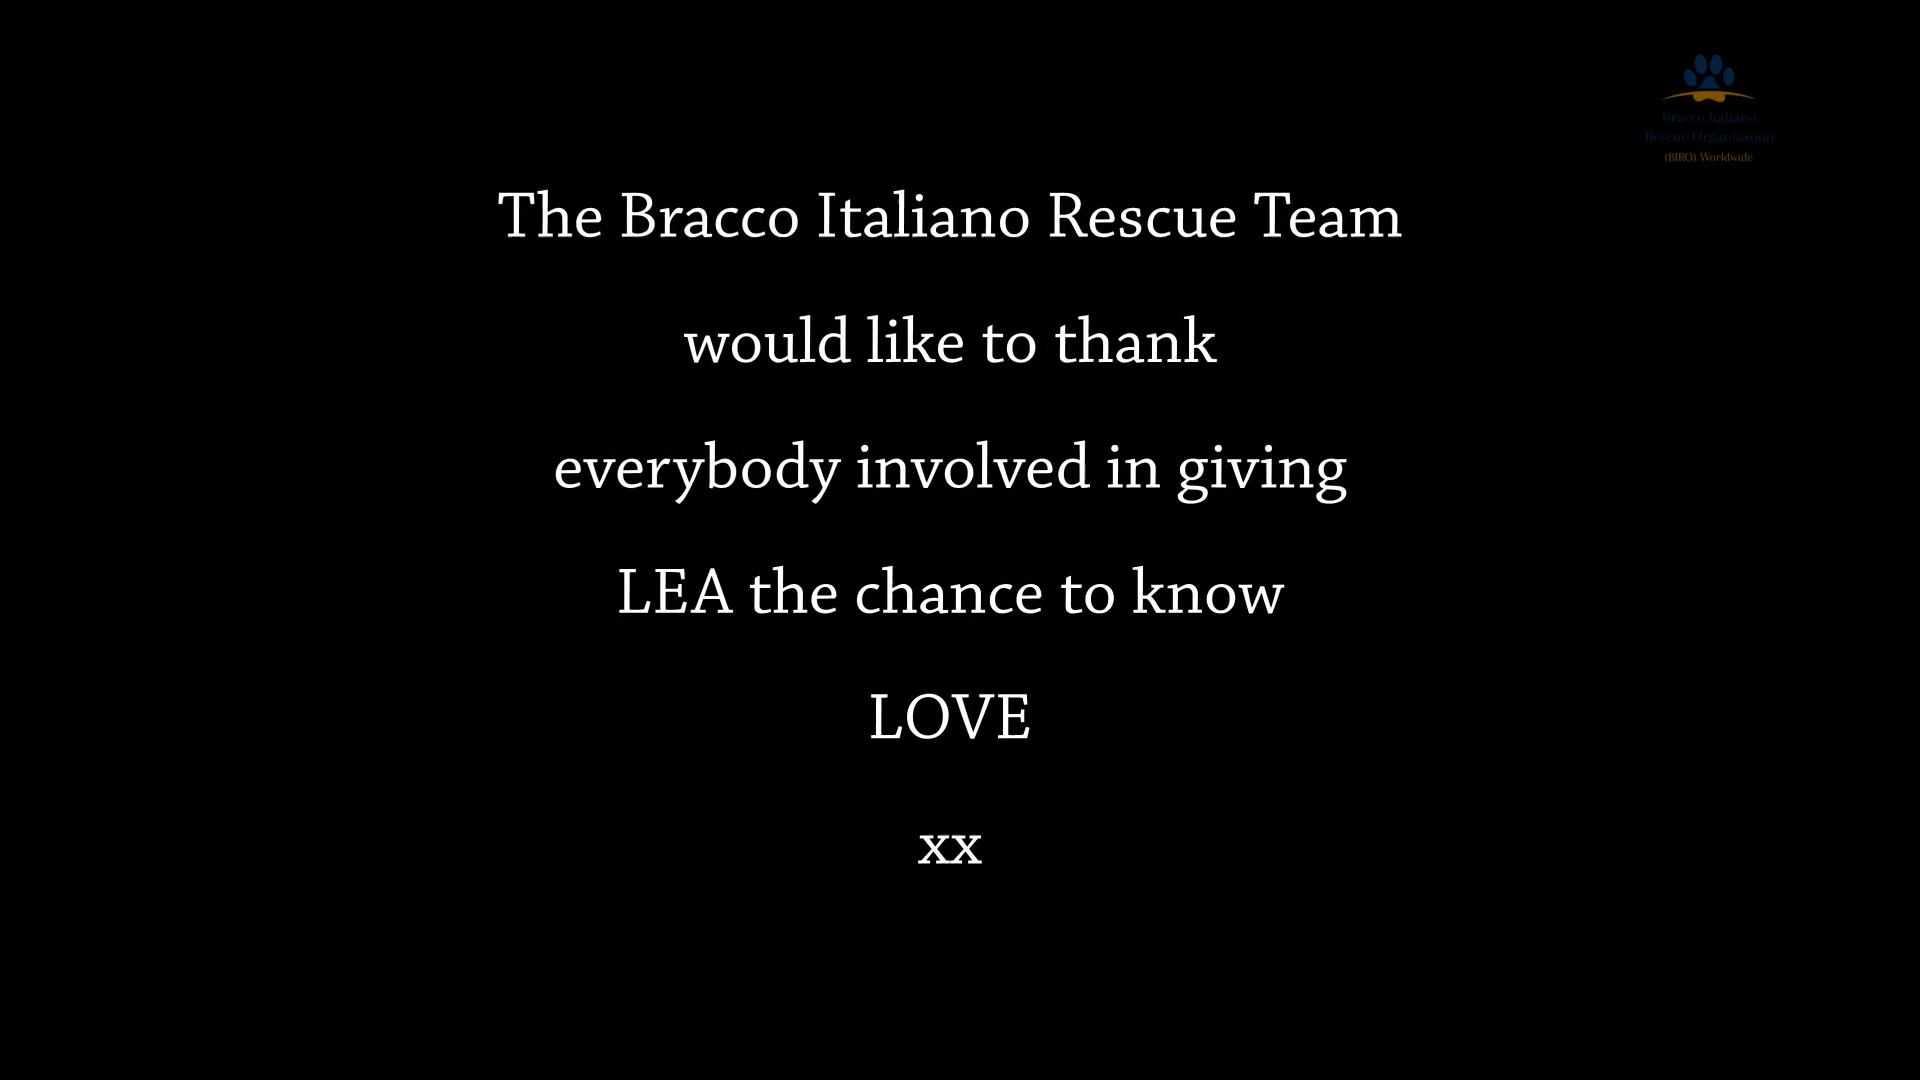 Bracco Italiano
Rescue Organisation
(BIRO) Worldwide
The Bracco Italiano Rescue Team
would like to thank
everybody involved in giving
LEA the chance to know
LOVE
xx